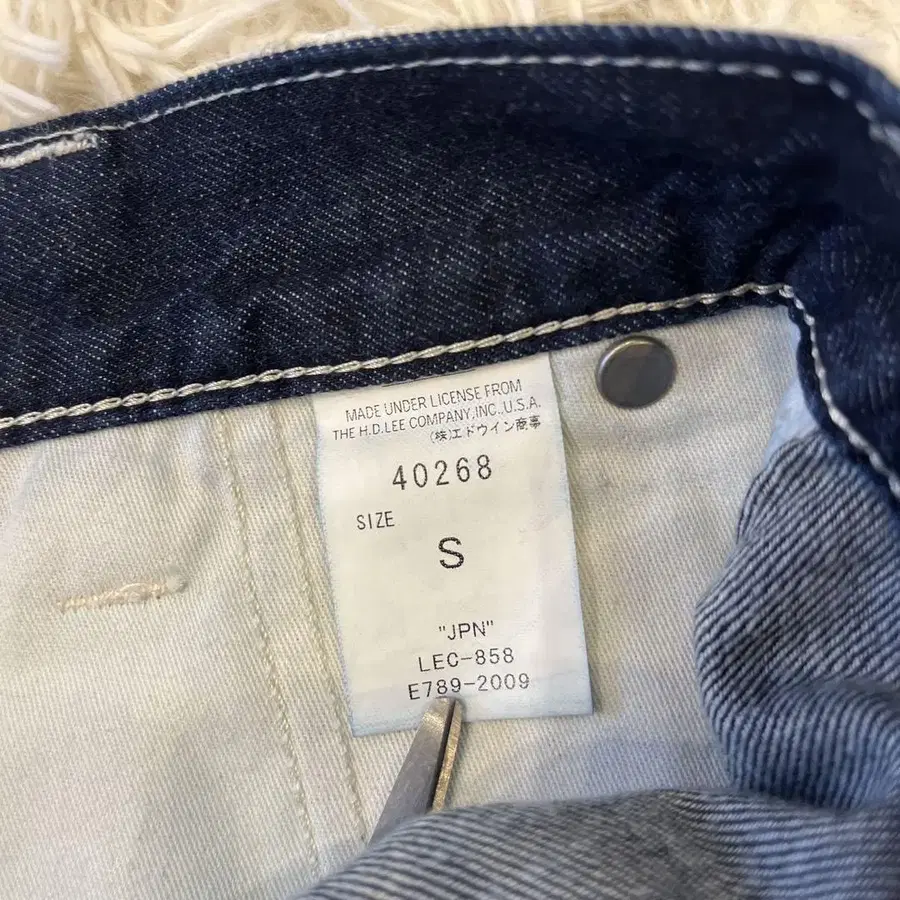 MADE UNDER LICENSE FROM
THE H.D.LEE COMPANY,INC.,U.S.A.
(株)エドウイン商事
40268
SIZE
S
"JPN"
LEC-858
E789-2009